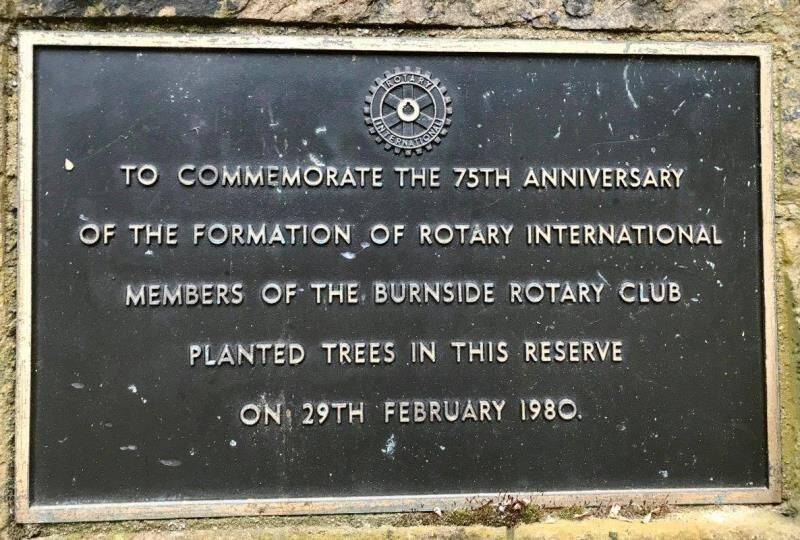 ROTARY
INTERNATIONAL
TO COMMEMORATE THE 75TH ANNIVERSARY
OF THE FORMATION OF ROTARY INTERNATIONAL
MEMBERS OF THE BURNSIDE ROTARY CLUB
PLANTED TREES IN THIS RESERVE
ON 29TH FEBRUARY 1980.